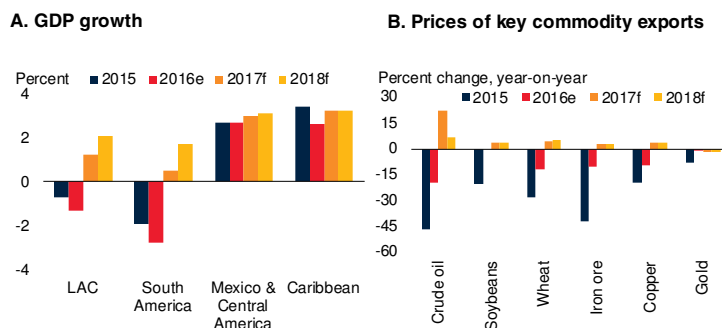 A. GDP growth
Percent
2015 2016e 2017f 2018f
4
2
0
-2
-4
LAC
South America
Mexico & Central America
Caribbean
B. Prices of key commodity exports
Percent change, year-on-year
30
2015 2016e 2017f 2018f
15
0
-15
-30
-45
-60
Crude oil
Soybeans
Wheat
Iron ore
Copper
Gold